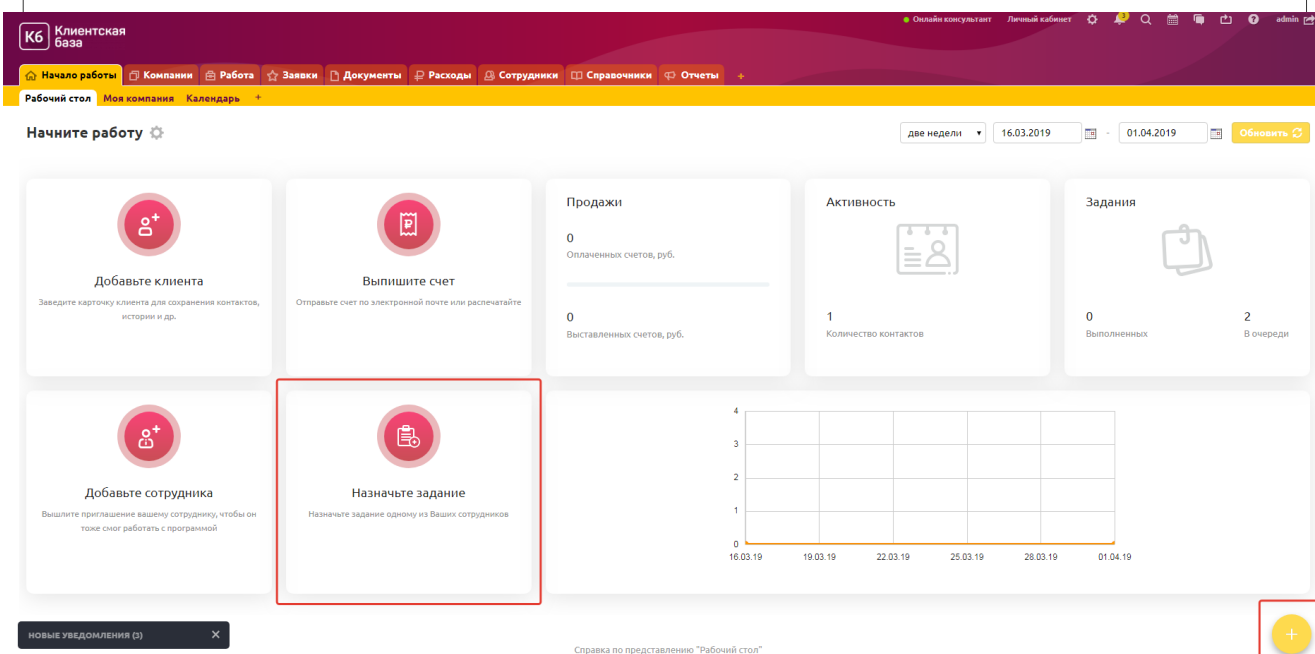 Кб Клиентская
база
Онлайн консультант Личный кабинет 3 admin
Начало работы Компании Работа Заявки Документы Расходы Сотрудники Справочники Отчеты +
Рабочий стол Моя компания Календарь +
Начните работу
две недели 16.03.2019 - 01.04.2019 Обновить
Добавьте клиента
Заведите карточку клиента для сохранения контактов,
истории и др.
Выпишите счет
Отправьте счет по электронной почте или распечатайте
Продажи
0
Оплаченных счетов, руб.
0
Выставленных счетов, руб.
Активность
1
Количество контактов
Задания
0
Выполненных
2
В очереди
Добавьте сотрудника
Вышлите приглашение вашему сотруднику, чтобы он
тоже смог работать с программой
Назначьте задание
Назначьте задание одному из Ваших сотрудников
4
3
2
1
0
16.03.19 19.03.19 22.03.19 25.03.19 28.03.19 01.04.19
НОВЫЕ УВЕДОМЛЕНИЯ (3) X
+
Справка по представлению "Рабочий стол"